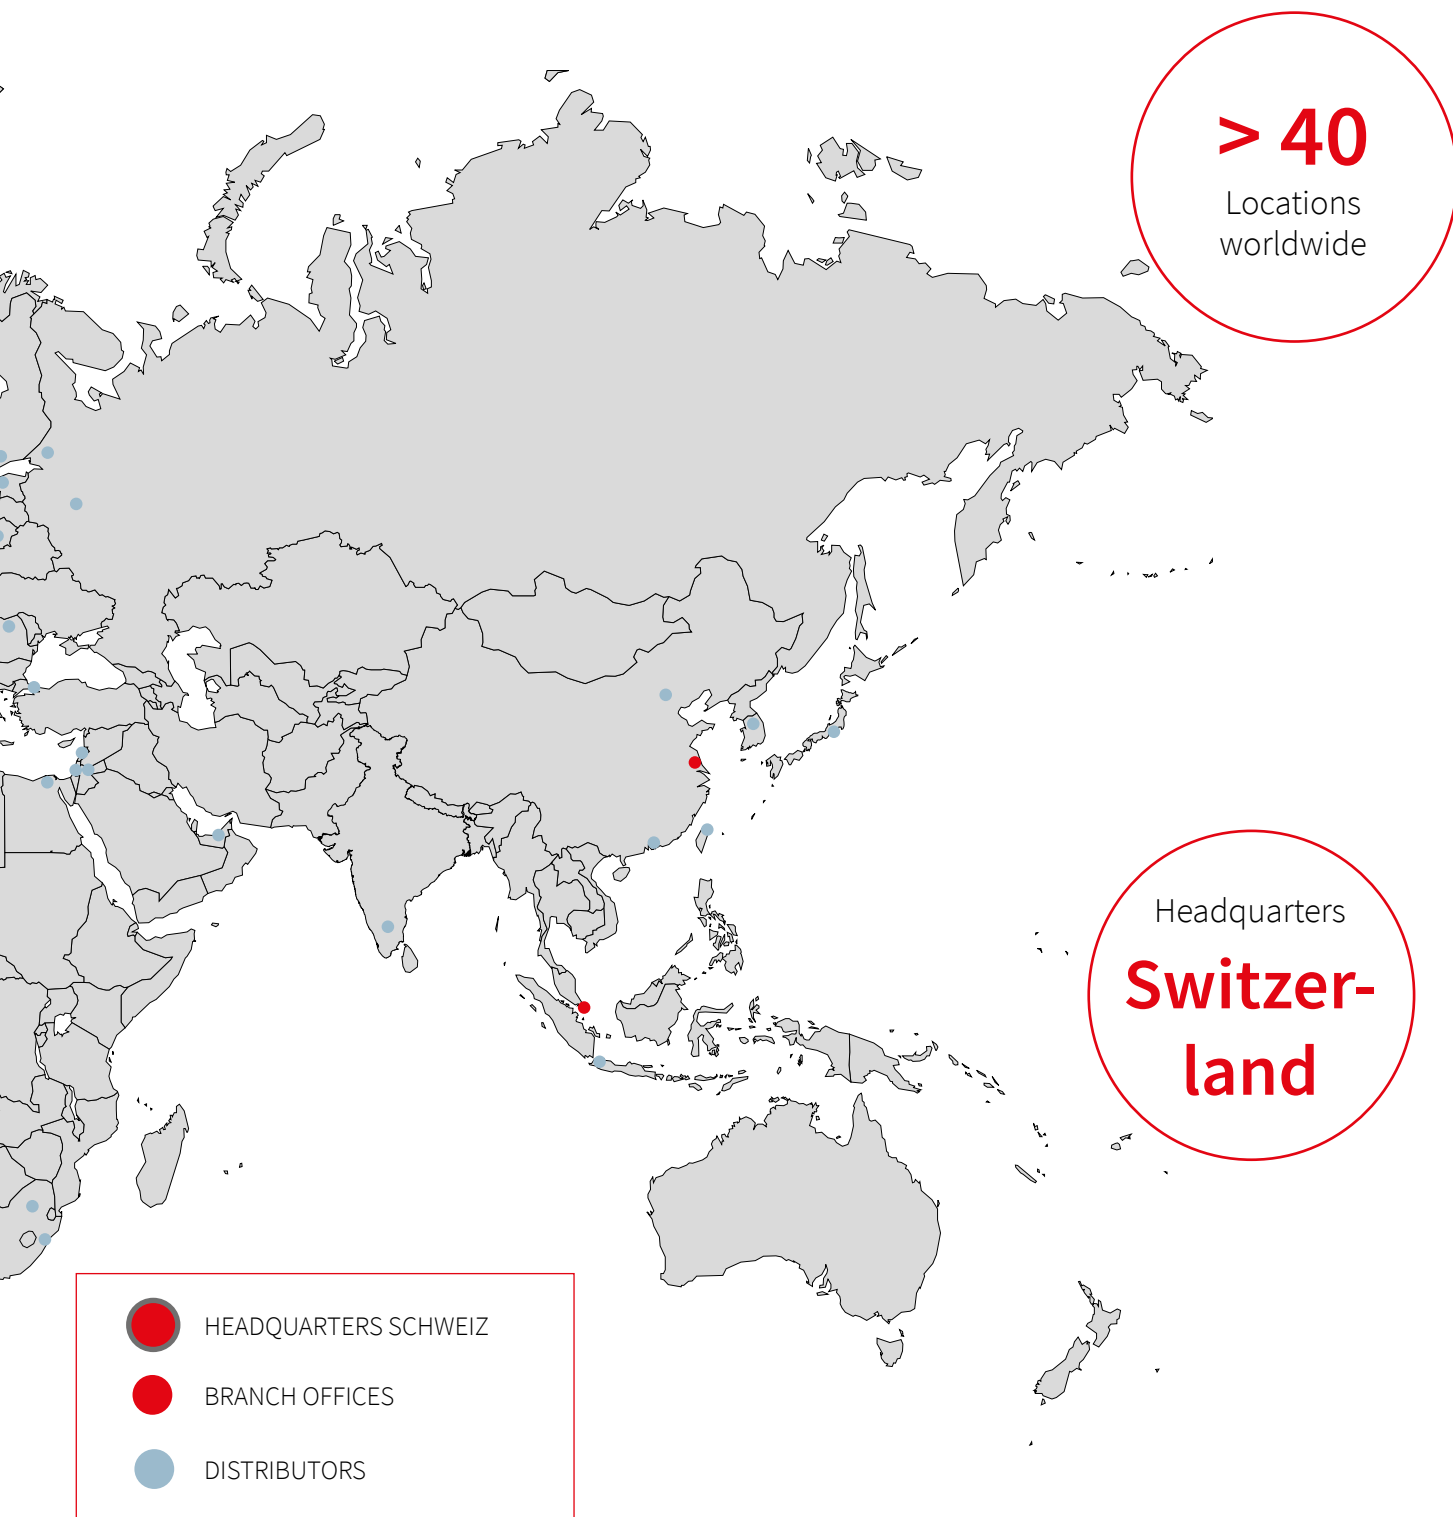 > 40
Locations
worldwide
Headquarters
Switzer-
land
HEADQUARTERS SCHWEIZ
BRANCH OFFICES
DISTRIBUTORS